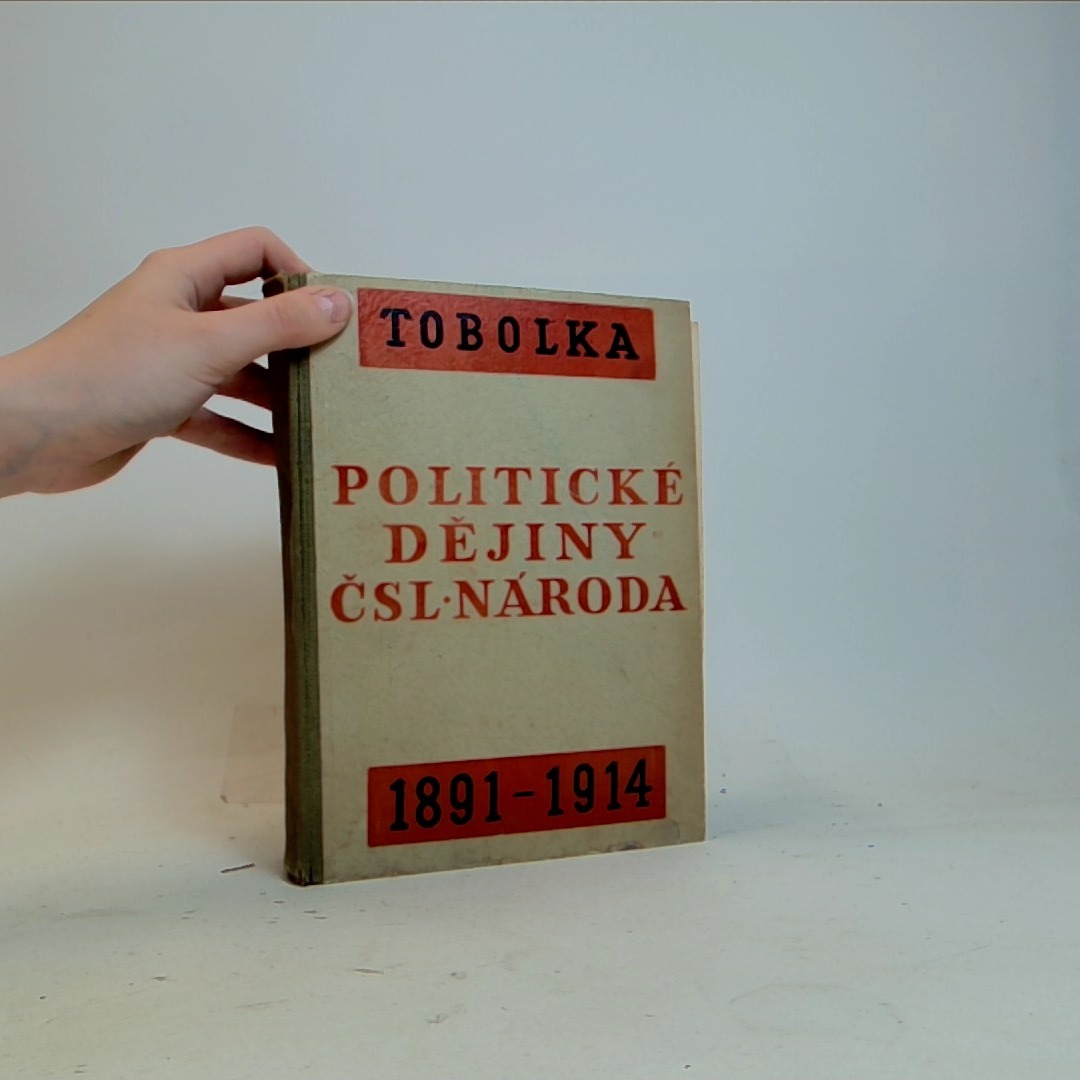 TOBOLKA
POLITICKÉ
DĚJINY
ČSL·NÁRODA
1891-1914